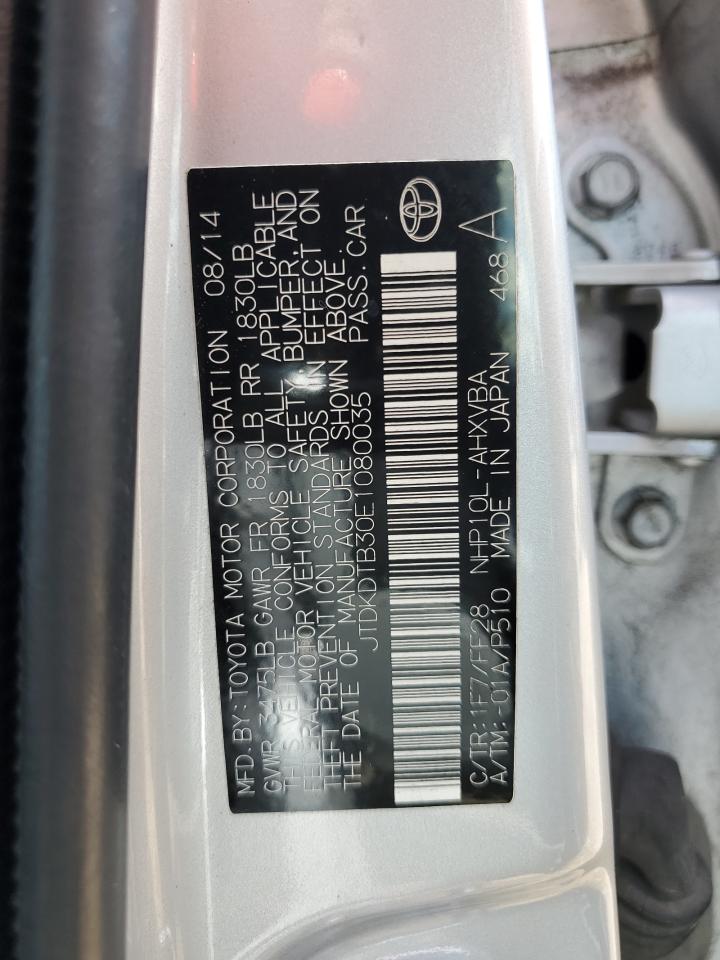 MFD.BY:TOYOTA MOTOR CORPORATION 08/14
GVWR 3475LB GAWR FR 1830LB RR 1830LB
THIS VEHICLE CONFORMS TO ALL APPLICABLE
FEDERAL MOTOR VEHICLE SAFETY, BUMPER, AND
THEFT PREVENTION STANDARDS IN EFFECT ON
THE DATE OF MANUFACTURE SHOWN ABOVE.
JTDKDTB30E1080035 PASS.CAR
C/TR:1F7/FE28 NHP10L-AHXVBA 468
A/TM:-01A/P510 MADE IN JAPAN A